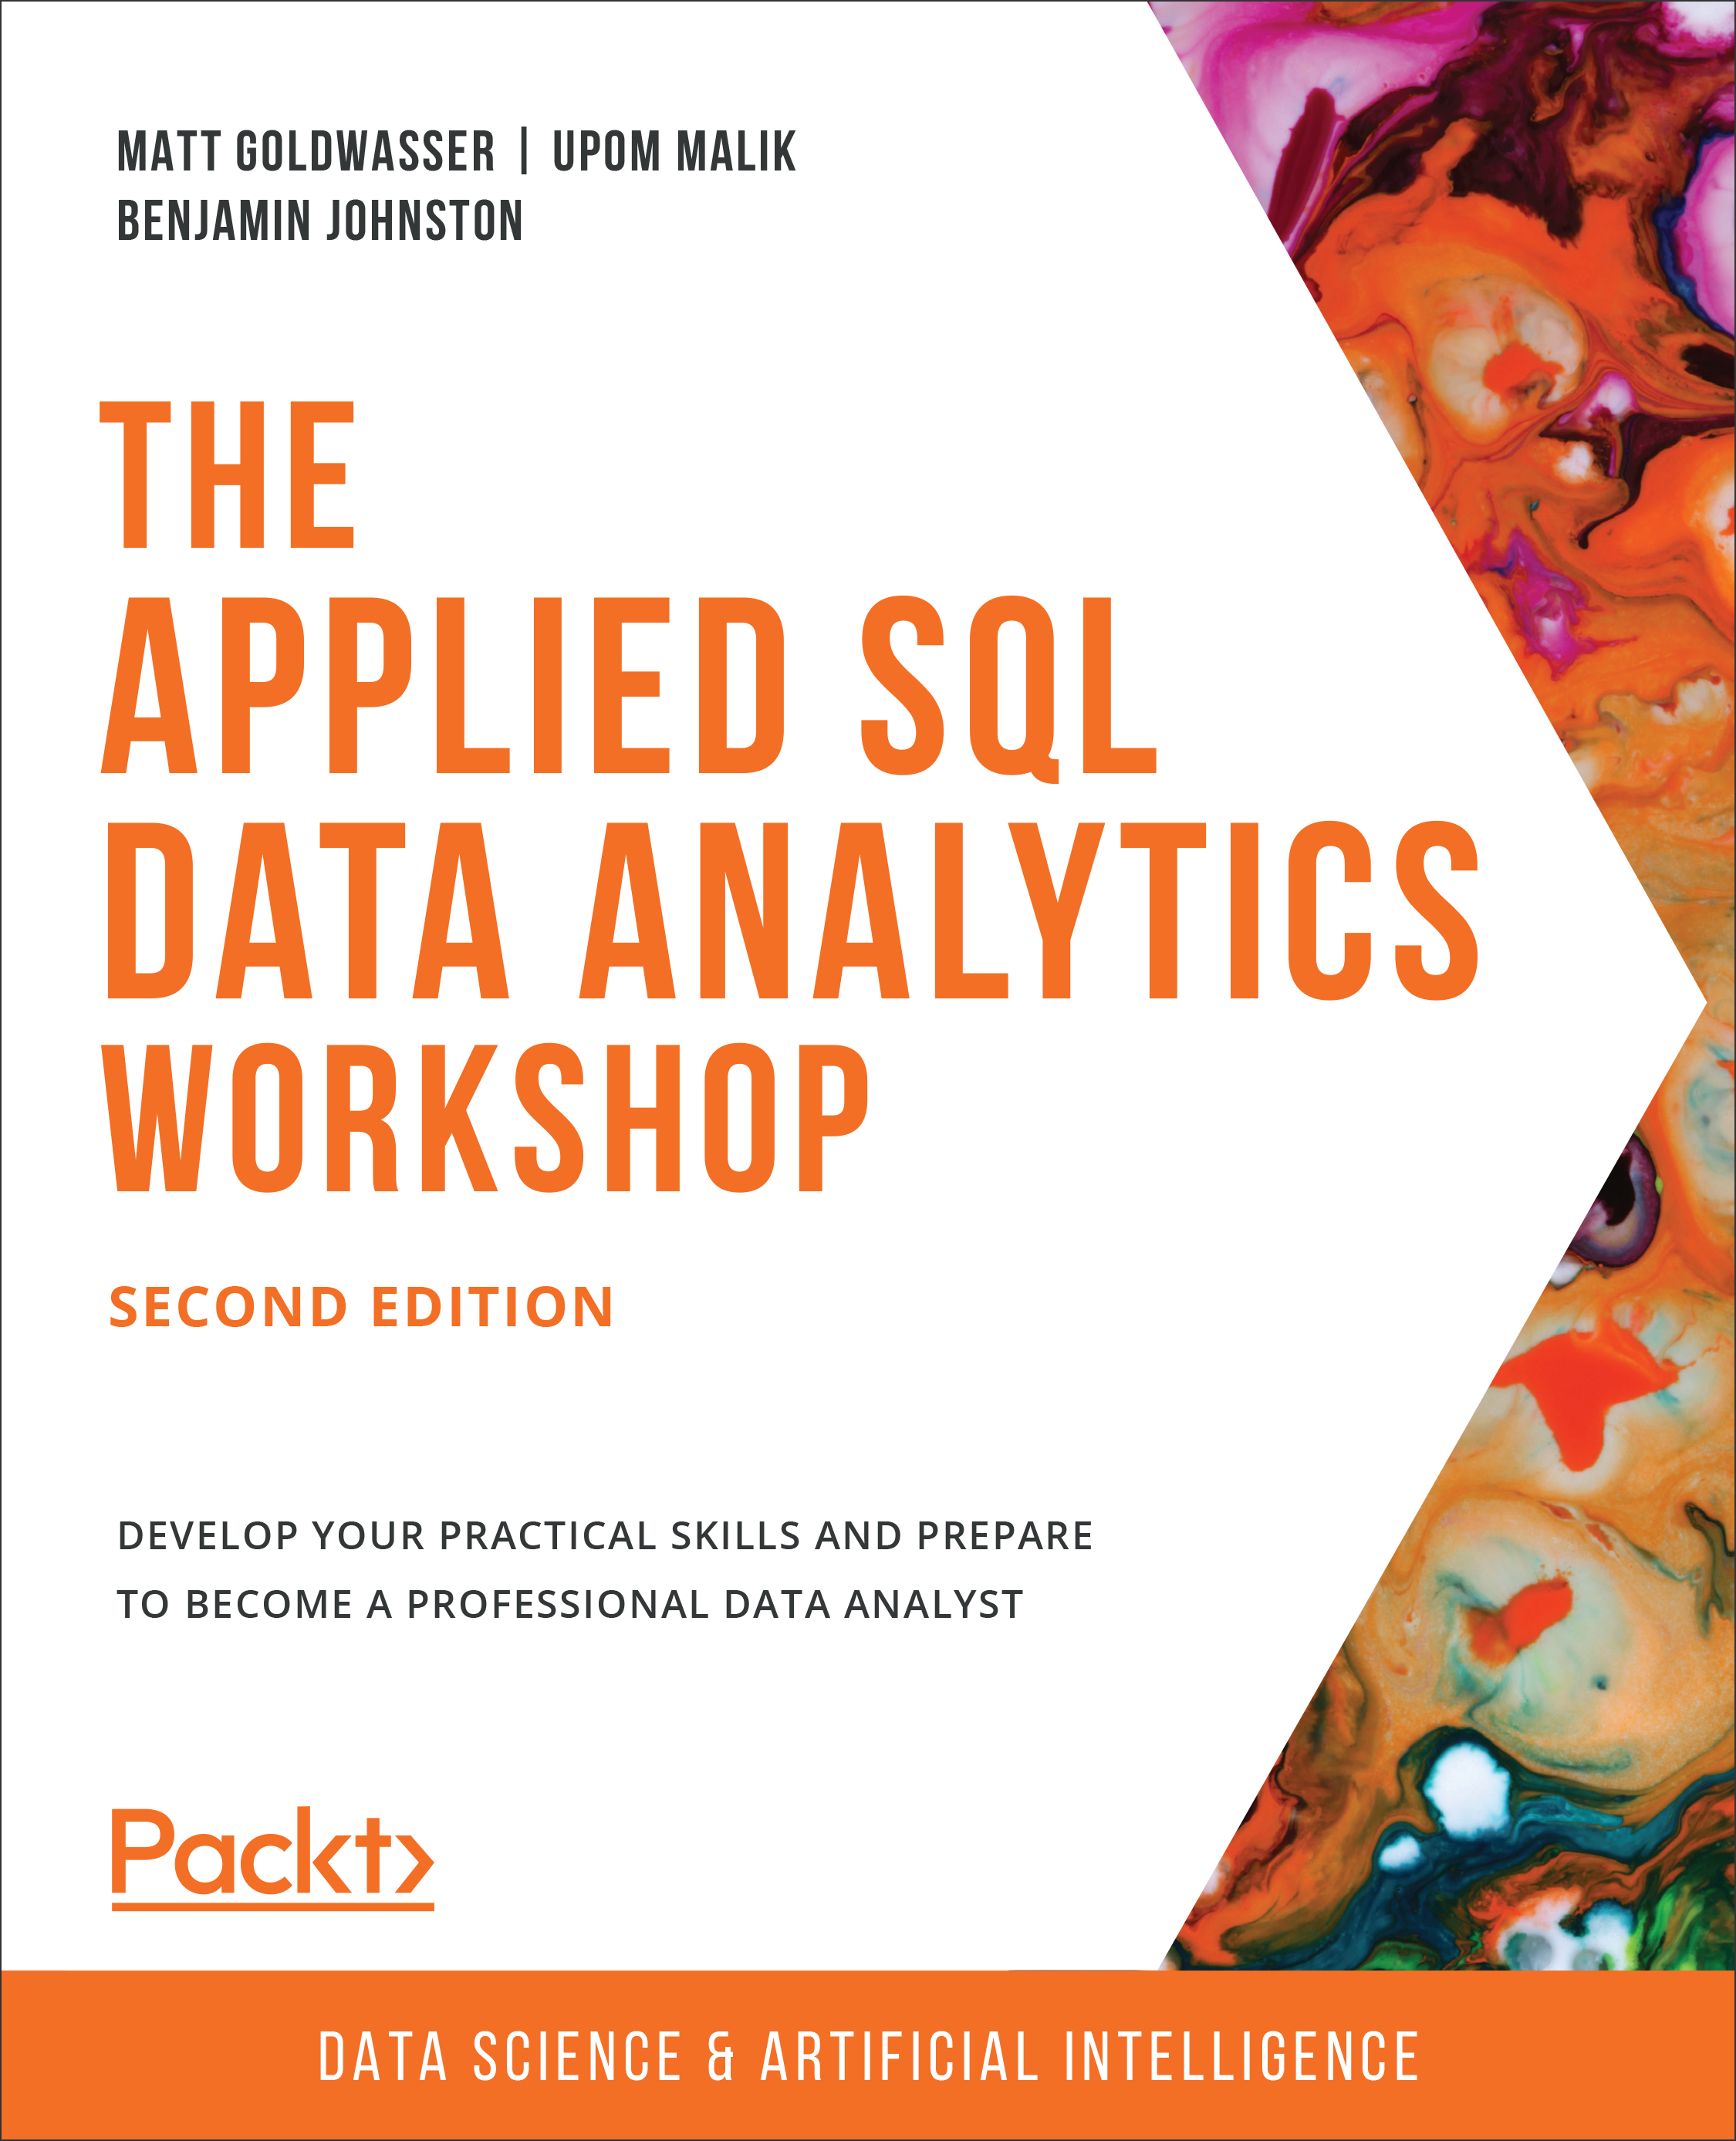 MATT GOLDWASSER | UPOM MALIK
BENJAMIN JOHNSTON
THE
APPLIED SQL
DATA ANALYTICS
WORKSHOP
SECOND EDITION
DEVELOP YOUR PRACTICAL SKILLS AND PREPARE
TO BECOME A PROFESSIONAL DATA ANALYST
Packt>
DATA SCIENCE & ARTIFICIAL INTELLIGENCE